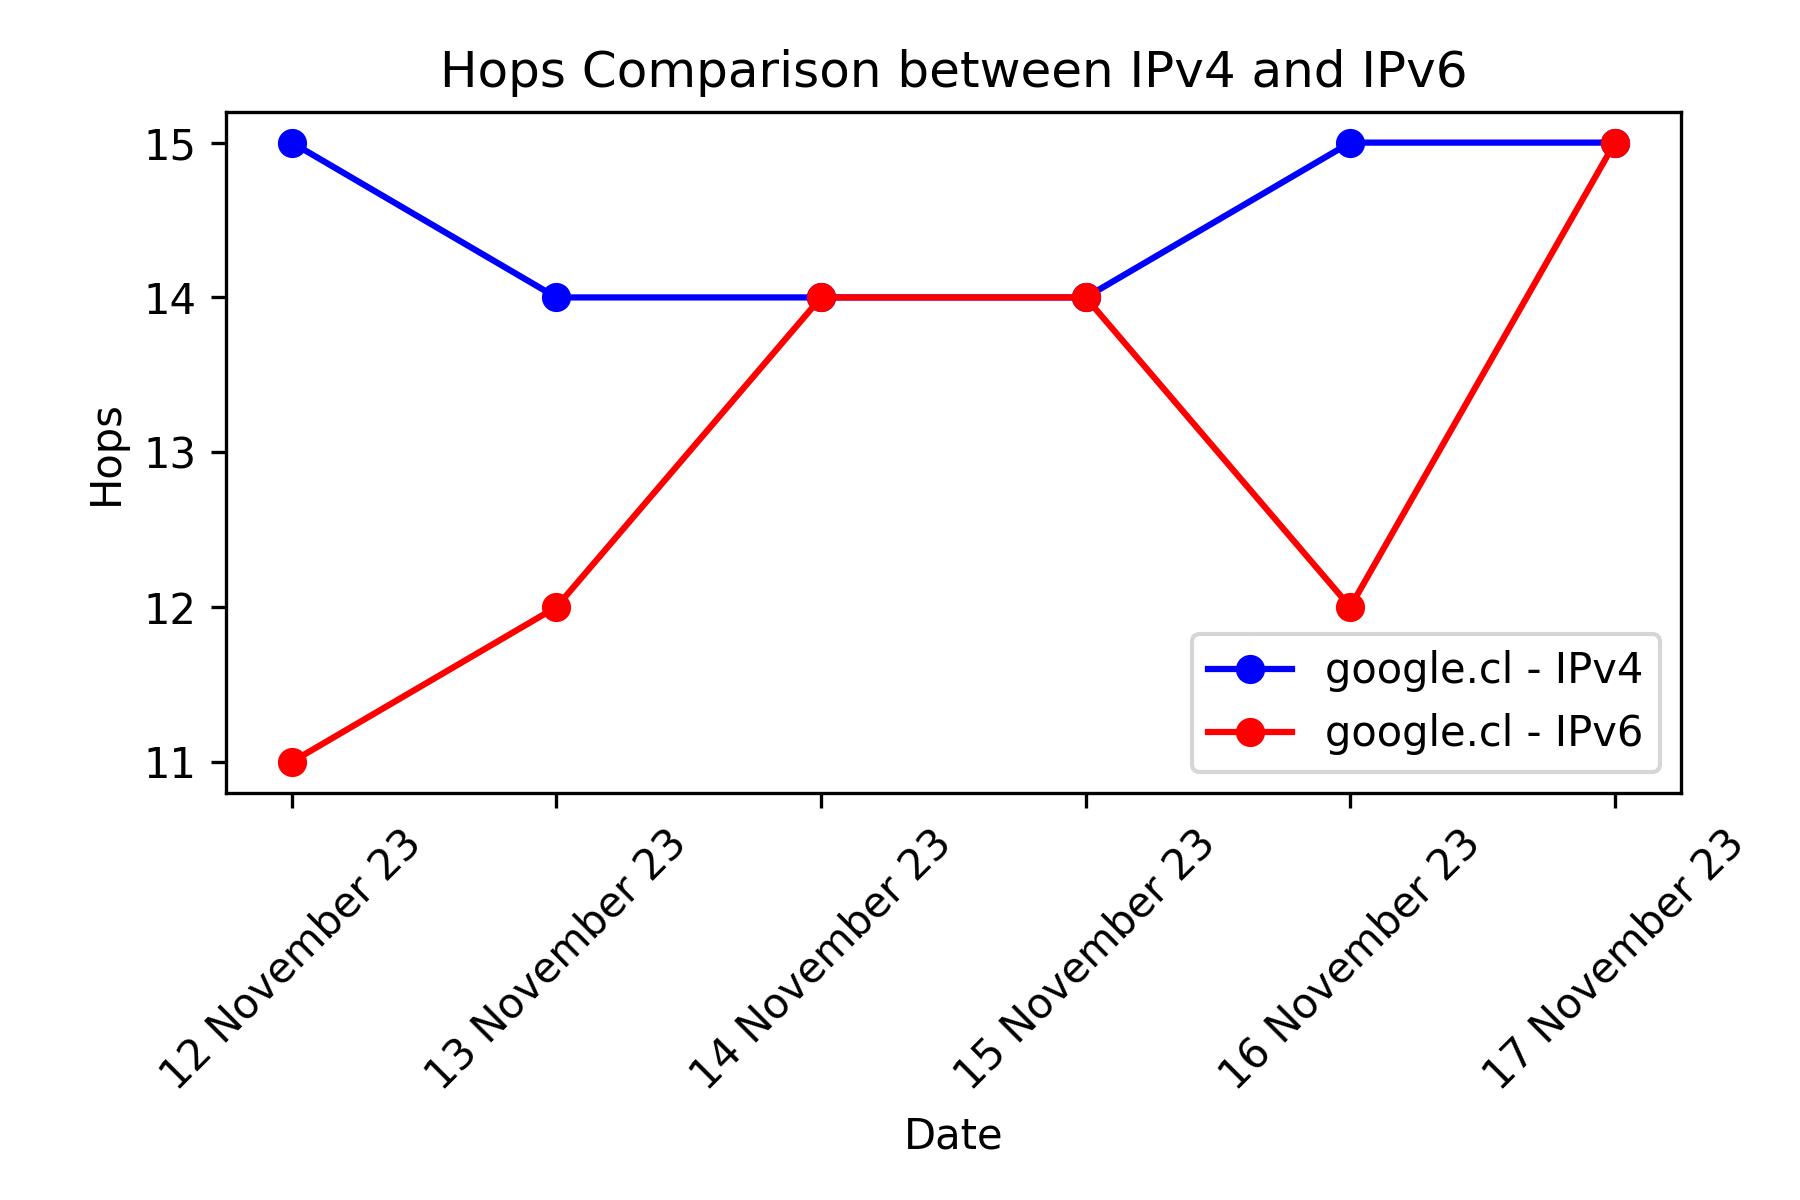 Hops Comparison between IPv4 and IPv6
Hops
15
14
13
12
11
google.cl - IPv4
google.cl - IPv6
12 November 23
13 November 23
14 November 23
15 November 23
16 November 23
17 November 23
Date